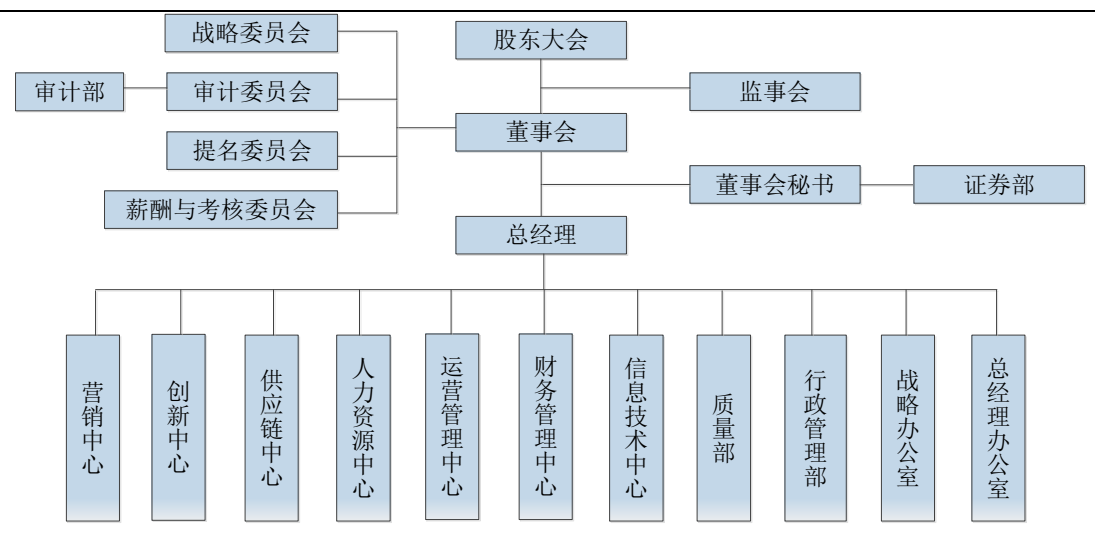 战略委员会
股东大会
审计部
审计委员会
监事会
董事会
提名委员会
董事会秘书
证券部
薪酬与考核委员会
总经理
营销中心
创新中心
供应链中心
人力资源中心
运营管理中心
财务管理中心
信息技术中心
质量部
行政管理部
战略办公室
总经理办公室